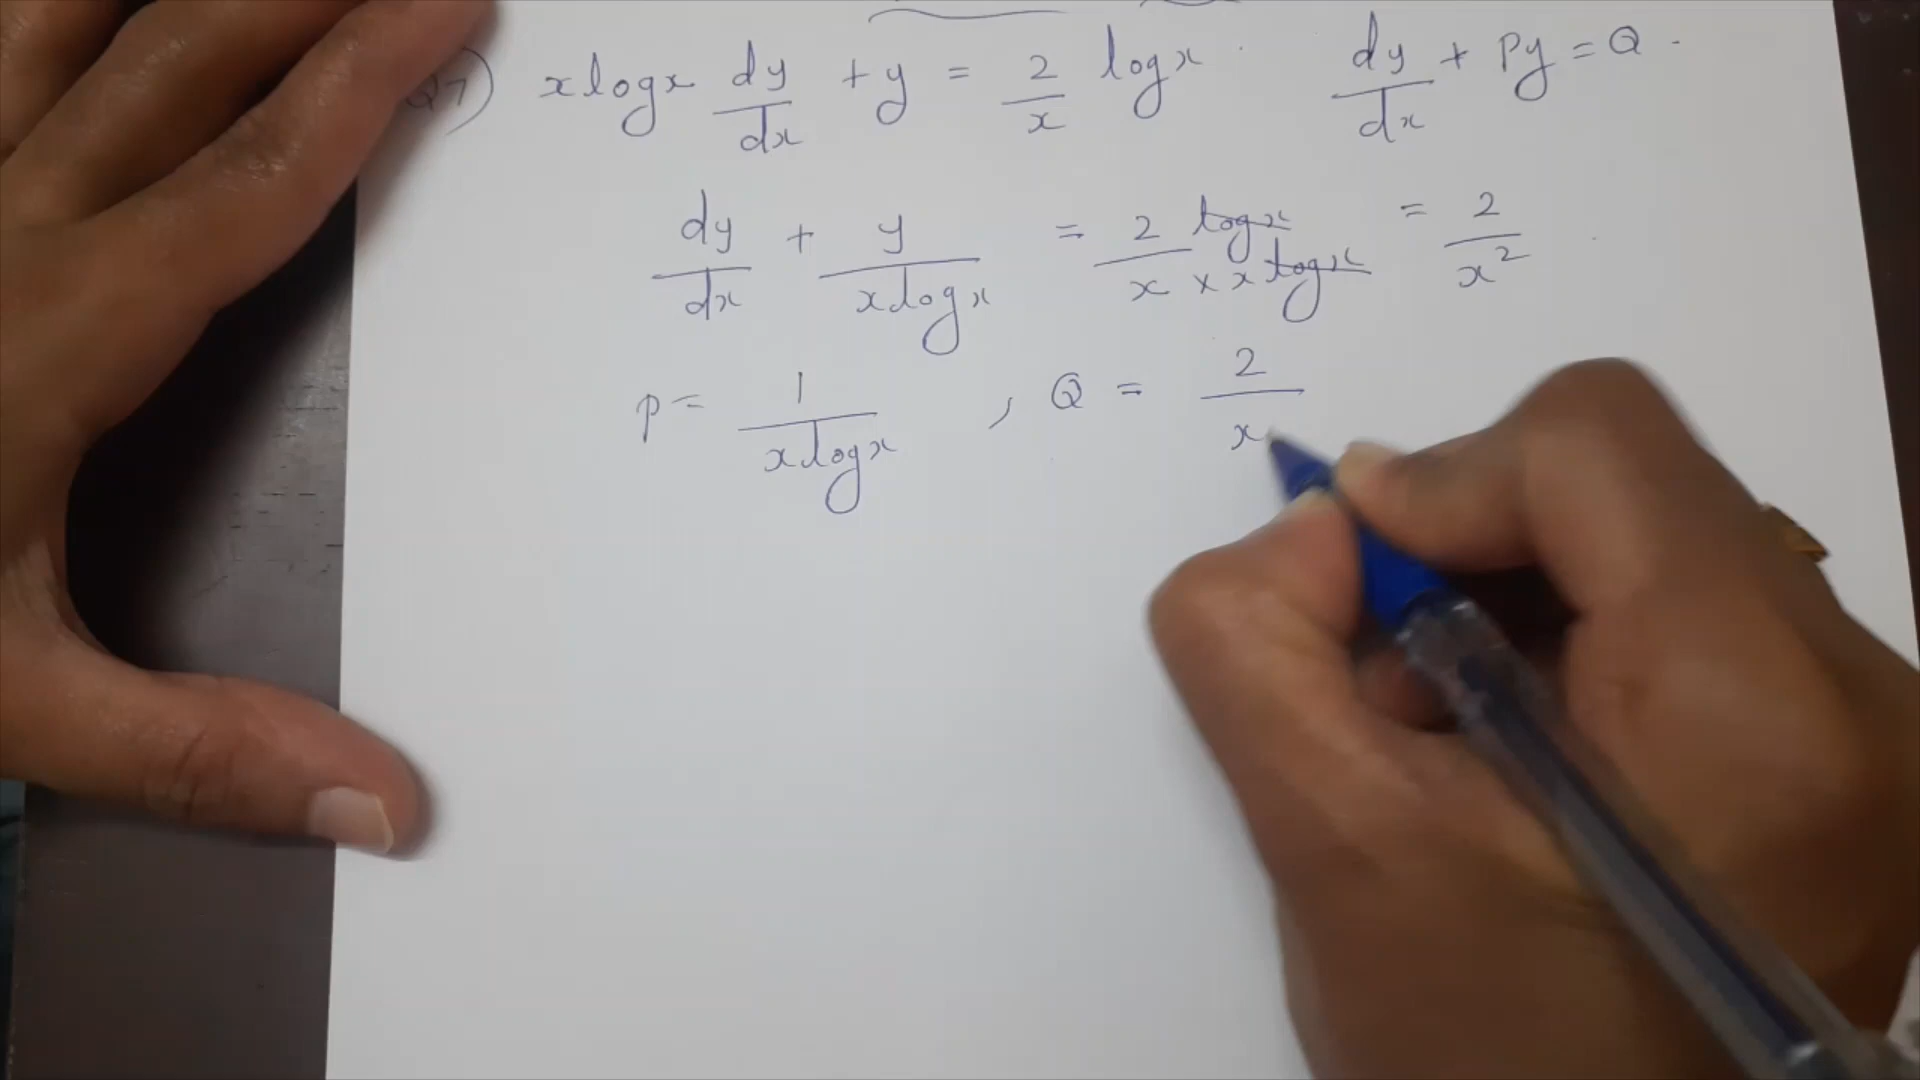 Q7) x log x dy/dx + y = 2/x log x . dy/dx + Py = Q .
dy/dx + y/(x log x) = 2 log x/(x × x log x) = 2/x² .
P = 1/(x log x) , Q = 2/x